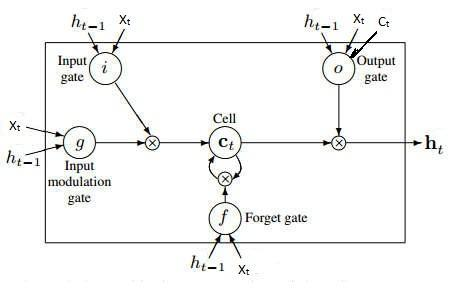 hₜ₋₁ Xₜ
hₜ₋₁ Xₜ Cₜ
Input
gate
i
o
Output
gate
Xₜ
hₜ₋₁
g
Input
modulation
gate
Cell
cₜ
hₜ
f
Forget gate
hₜ₋₁ Xₜ